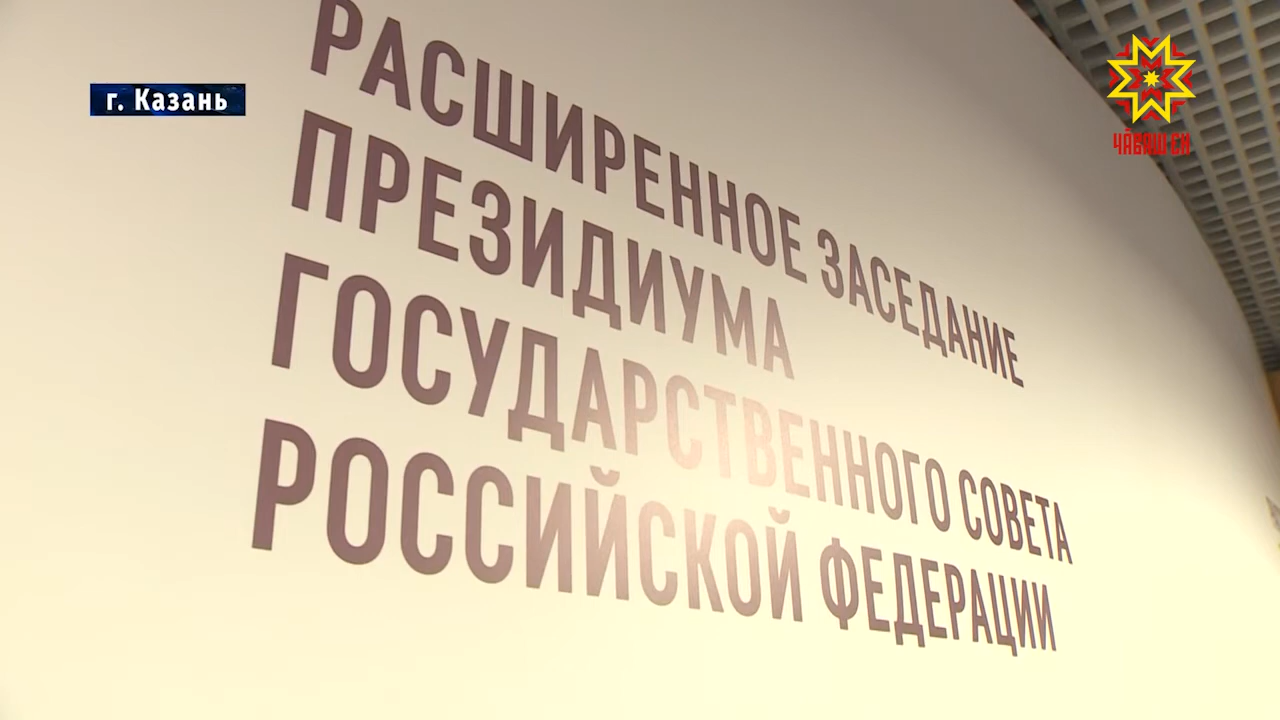 г. Казань
ЧӐВАШ ЕН
РАСШИРЕННОЕ ЗАСЕДАНИЕ
ПРЕЗИДИУМА
ГОСУДАРСТВЕННОГО СОВЕТА
РОССИЙСКОЙ ФЕДЕРАЦИИ